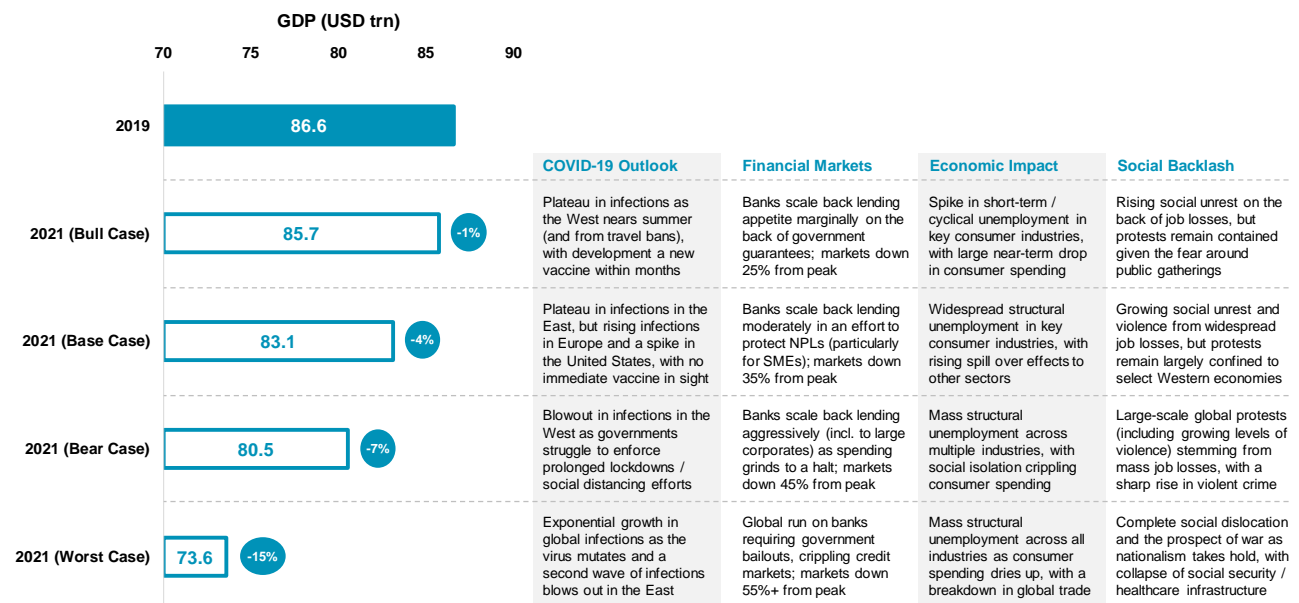 GDP (USD trn)
70 75 80 85 90
2019
86.6
COVID-19 Outlook
Financial Markets
Economic Impact
Social Backlash
2021 (Bull Case)
85.7
-1%
Plateau in infections as
the West nears summer
(and from travel bans),
with development a new
vaccine within months
Banks scale back lending
appetite marginally on the
back of government
guarantees; markets down
25% from peak
Spike in short-term /
cyclical unemployment in
key consumer industries,
with large near-term drop
in consumer spending
Rising social unrest on the
back of job losses, but
protests remain contained
given the fear around
public gatherings
2021 (Base Case)
83.1
-4%
Plateau in infections in the
East, but rising infections
in Europe and a spike in
the United States, with no
immediate vaccine in sight
Banks scale back lending
moderately in an effort to
protect NPLs (particularly
for SMEs); markets down
35% from peak
Widespread structural
unemployment in key
consumer industries, with
rising spill over effects to
other sectors
Growing social unrest and
violence from widespread
job losses, but protests
remain largely confined to
select Western economies
2021 (Bear Case)
80.5
-7%
Blowout in infections in the
West as governments
struggle to enforce
prolonged lockdowns /
social distancing efforts
Banks scale back lending
aggressively (incl. to large
corporates) as spending
grinds to a halt; markets
down 45% from peak
Mass structural
unemployment across
multiple industries, with
social isolation crippling
consumer spending
Large-scale global protests
(including growing levels of
violence) stemming from
mass job losses, with a
sharp rise in violent crime
2021 (Worst Case)
73.6
-15%
Exponential growth in
global infections as the
virus mutates and a
second wave of infections
blows out in the East
Global run on banks
requiring government
bailouts, crippling credit
markets; markets down
55%+ from peak
Mass structural
unemployment across all
industries as consumer
spending dries up, with a
breakdown in global trade
Complete social dislocation
and the prospect of war as
nationalism takes hold, with
collapse of social security /
healthcare infrastructure